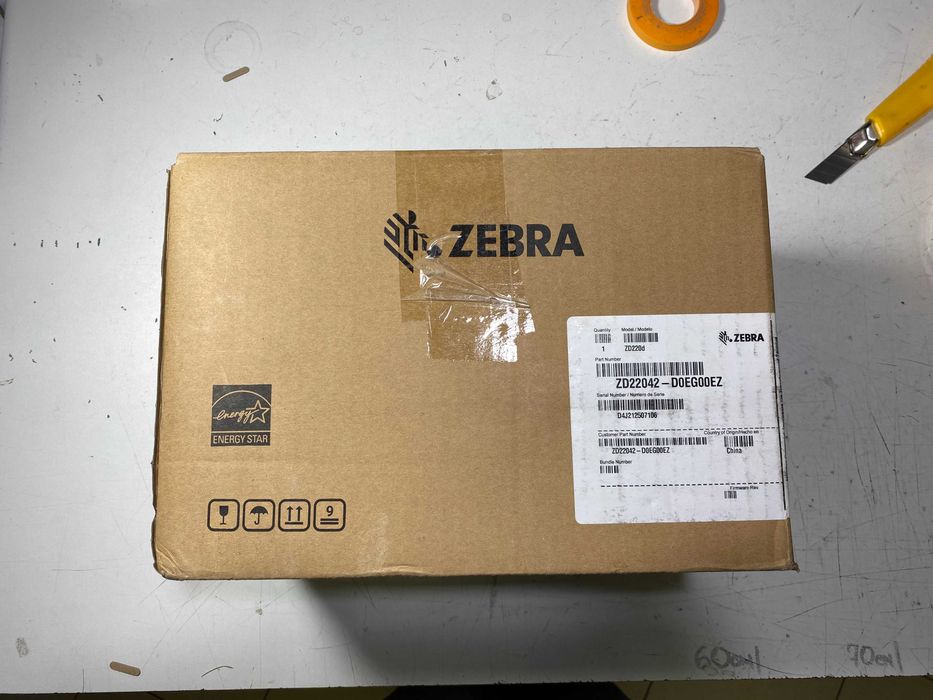 ZEBRA
Quantity Model / Modelo
1 ZD220d
ZEBRA
Part Number
ZD22042-D0EG00EZ
Serial Number / Número de Serie
D4J212507106
Customer Part Number Country of Origin/Hecho en
ZD22042-D0EG00EZ China
Bundle Number
Firmware Rev
energy
ENERGY STAR
9
60cm
70cm